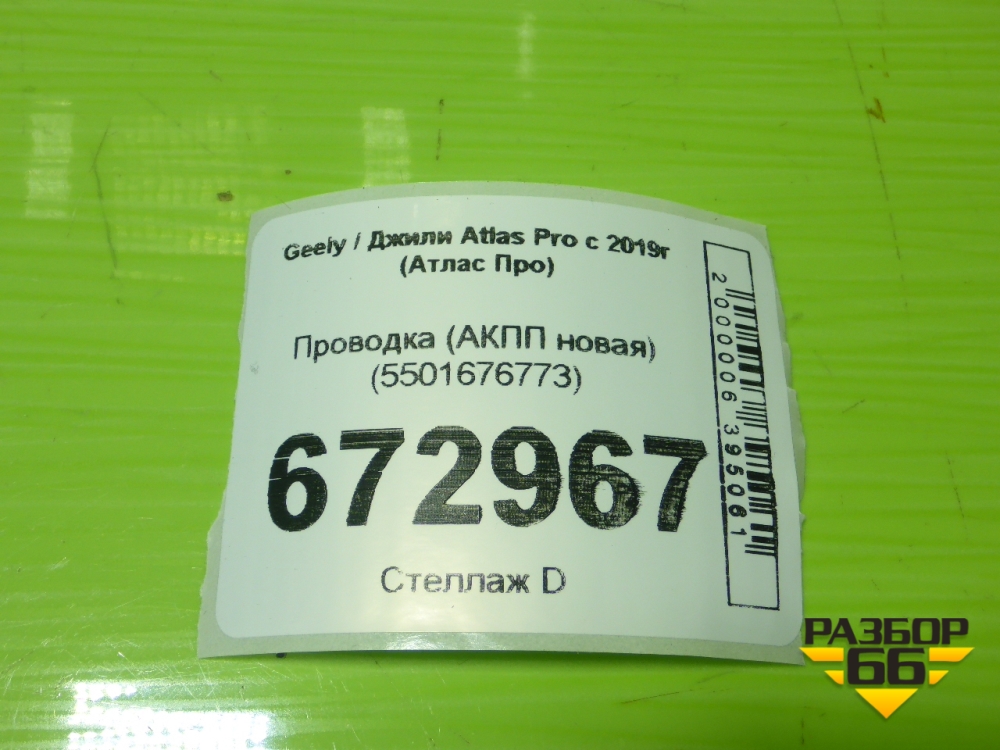 Geely / Джили Atlas Pro с 2019г
(Атлас Про)
Проводка (АКПП новая)
(5501676773)
672967
Стеллаж D
2000006395061
РАЗБОР
66